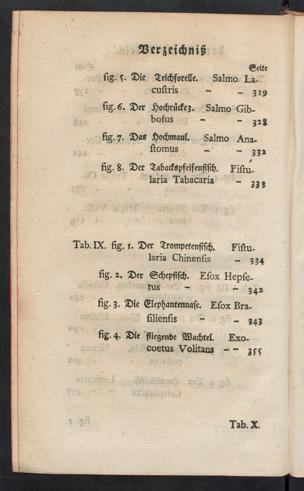 Verzeichniß
Seite
fig. 5. Die Teichforelle. Salmo La-
custris – – 319
fig. 6. Der Hochrücker. Salmo Gib-
bosus – – 328
fig. 7. Das Hochmaul. Salmo Ana-
stomus – – 332
fig. 8. Der Tabackspfeifenfisch. Fistu-
laria Tabacaria – 333
Tab. IX. fig. 1. Der Trompetenfisch. Fistu-
laria Chinensis – 334
fig. 2. Der Schepfisch. Esox Hepse-
tus – – 342
fig. 3. Die Elephantennase. Esox Bra-
siliensis – – 343
fig. 4. Die fliegende Wachtel. Exo-
coetus Volitans – – 355
Tab. X.